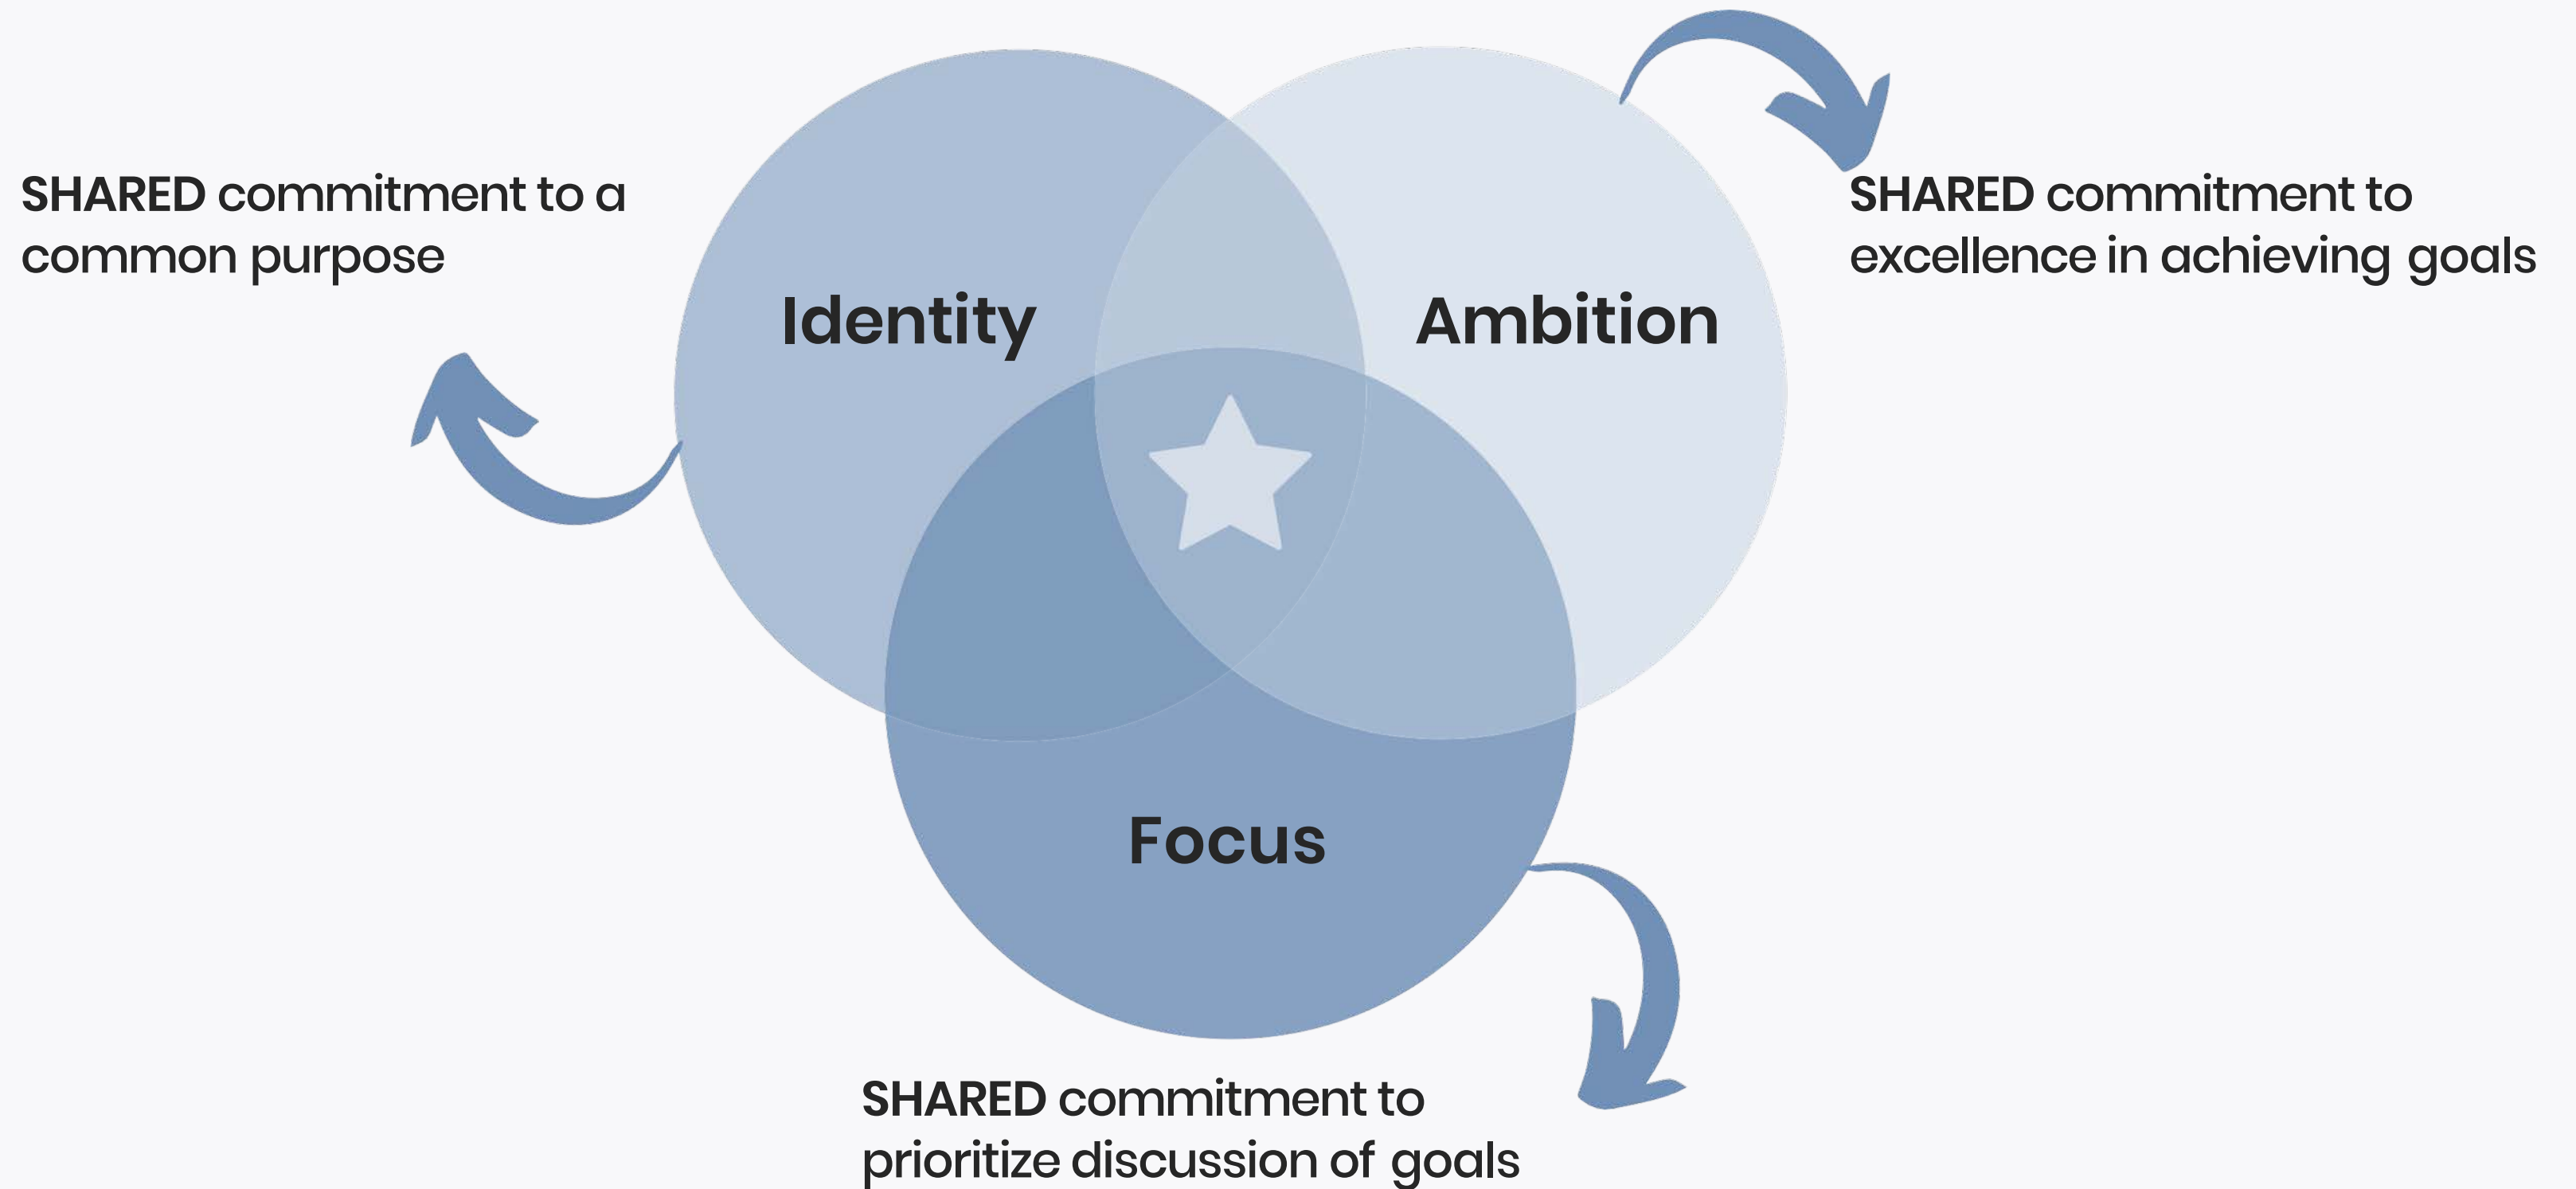 SHARED commitment to a
common purpose
SHARED commitment to
excellence in achieving goals
Identity
Ambition
Focus
SHARED commitment to
prioritize discussion of goals